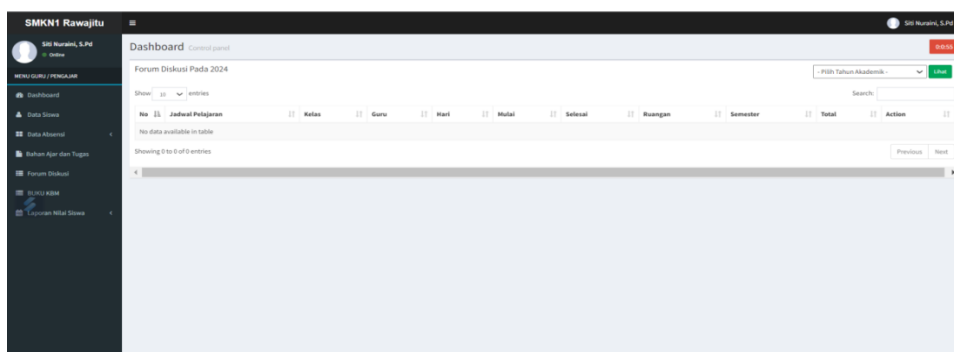 SMKN1 Rawajitu
Siti Nuraini, S.Pd
Siti Nuraini, S.Pd
Online
MENU GURU / PENGAJAR
Dashboard
Data Siswa
Data Absensi
Bahan Ajar dan Tugas
Forum Diskusi
BUKU KBM
Laporan Nilai Siswa
Dashboard Control panel
0:0:55
Forum Diskusi Pada 2024
- Pilih Tahun Akademik - Lihat
Show 10 entries Search:
No Jadwal Pelajaran Kelas Guru Hari Mulai Selesai Ruangan Semester Total Action
No data available in table
Showing 0 to 0 of 0 entries
Previous Next